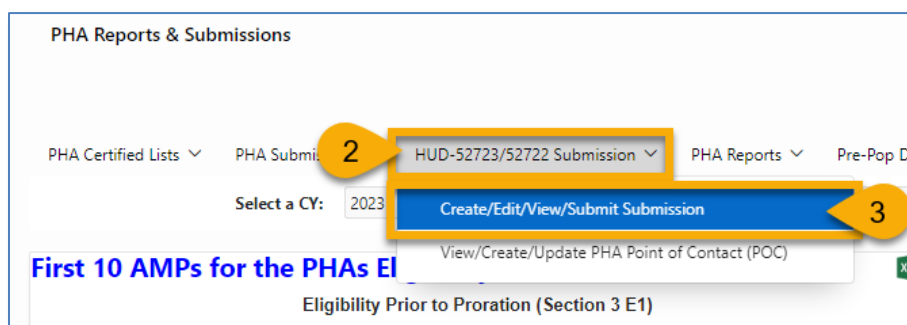 PHA Reports & Submissions
PHA Certified Lists PHA Submis 2 HUD-52723/52722 Submission PHA Reports Pre-Pop D
Select a CY: 2023 Create/Edit/View/Submit Submission 3
View/Create/Update PHA Point of Contact (POC)
First 10 AMPs for the PHAs El
Eligibility Prior to Proration (Section 3 E1)